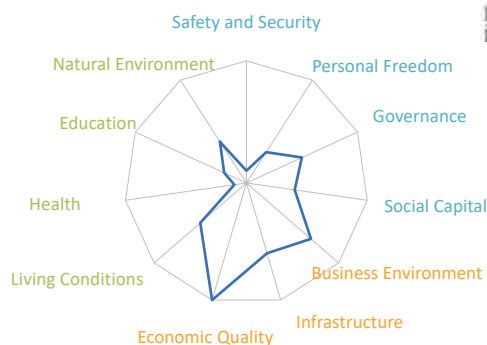 Safety and Security
Natural Environment
Personal Freedom
Education
Governance
Health
Social Capital
Living Conditions
Business Environment
Economic Quality
Infrastructure